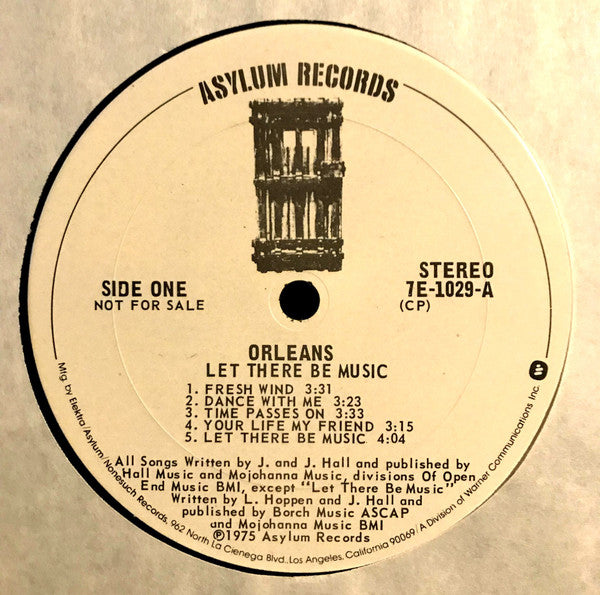 ASYLUM RECORDS
SIDE ONE
NOT FOR SALE
STEREO
7E-1029-A
(CP)
ORLEANS
LET THERE BE MUSIC
1. FRESH WIND 3:31
2. DANCE WITH ME 3:23
3. TIME PASSES ON 3:33
4. YOUR LIFE MY FRIEND 3:15
5. LET THERE BE MUSIC 4:04
All Songs Written by J. and J. Hall and published by
Hall Music and Mojohanna Music, divisions Of Open
End Music BMI, except "Let There Be Music"
Written by L. Hoppen and J. Hall and
published by Borch Music ASCAP
and Mojohanna Music BMI
Ⓟ1975 Asylum Records
Mfg. by Elektra/Asylum/Nonesuch Records, 962 North La Cienega Blvd., Los Angeles, California 90069/A Division of Warner Communications Inc.